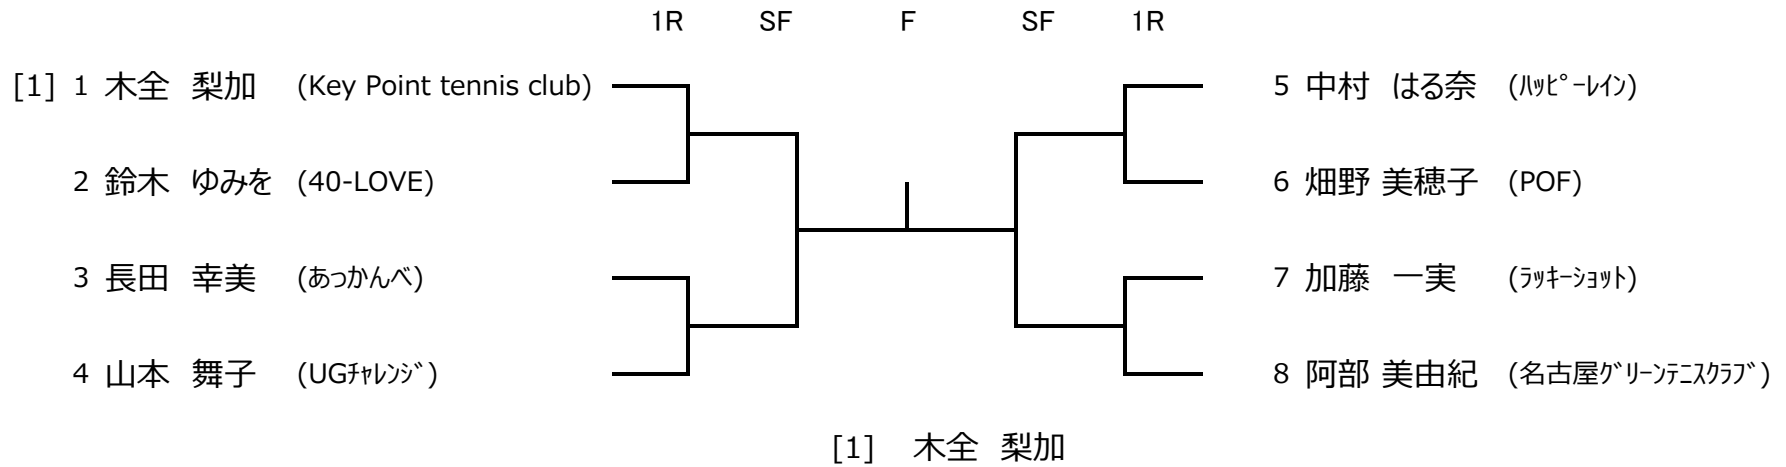 1R SF F SF 1R
[1] 1 木全 梨加 (Key Point tennis club) 5 中村 はる奈 (ﾊｯﾋﾟｰﾚｲﾝ)
2 鈴木 ゆみを (40-LOVE) 6 畑野 美穂子 (POF)
3 長田 幸美 (あっかんべ) 7 加藤 一実 (ﾗｯｷｰｼｮｯﾄ)
4 山本 舞子 (UGﾁｬﾚﾝｼﾞ) 8 阿部 美由紀 (名古屋ｸﾞﾘｰﾝﾃﾆｽｸﾗﾌﾞ)
[1] 木全 梨加